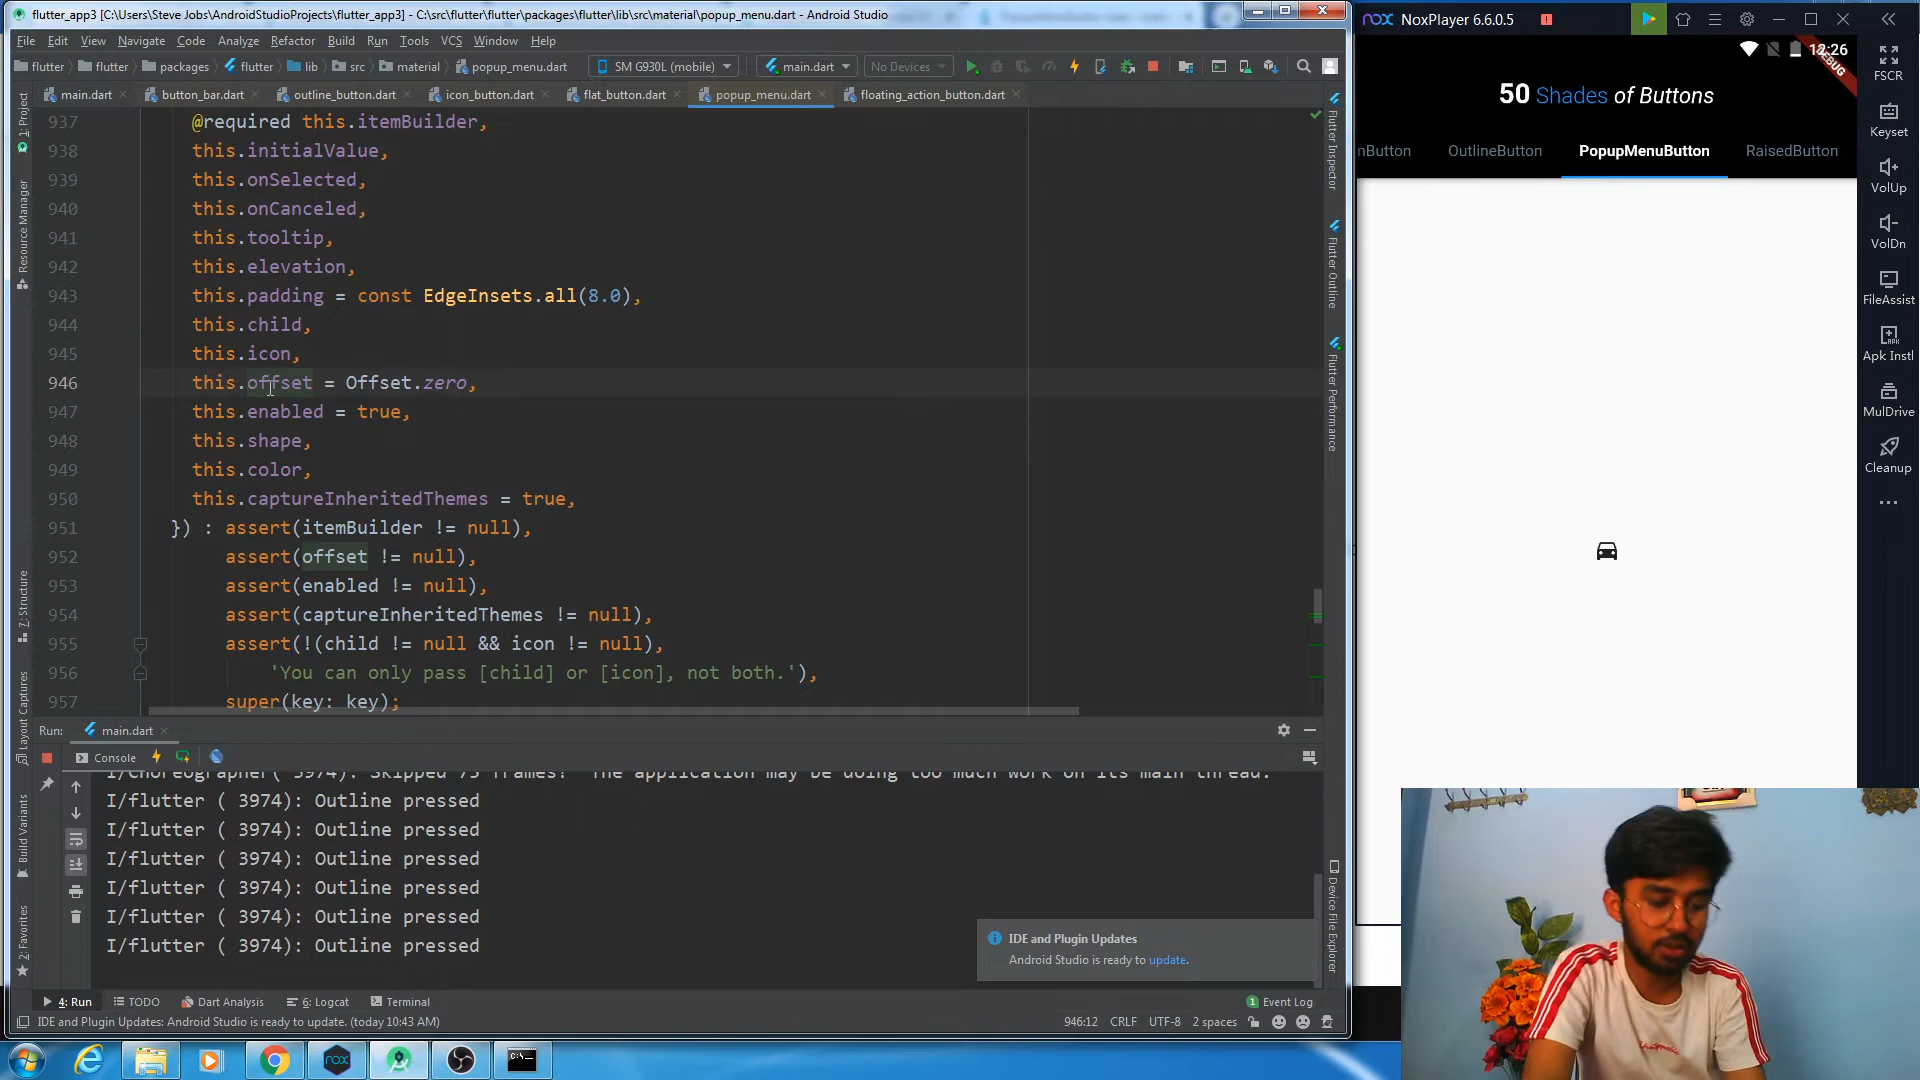 flutter_app3 [C:\Users\Steve Jobs\AndroidStudioProjects\flutter_app3] - C:\src\flutter\flutter\packages\flutter\lib\src\material\popup_menu.dart - Android Studio
File Edit View Navigate Code Analyze Refactor Build Run Tools VCS Window Help
flutter flutter packages flutter lib src material popup_menu.dart SM G930L (mobile) main.dart No Devices
main.dart button_bar.dart outline_button.dart icon_button.dart flat_button.dart popup_menu.dart floating_action_button.dart
937 @required this.itemBuilder,
938 this.initialValue,
939 this.onSelected,
940 this.onCanceled,
941 this.tooltip,
942 this.elevation,
943 this.padding = const EdgeInsets.all(8.0),
944 this.child,
945 this.icon,
946 this.offset = Offset.zero,
947 this.enabled = true,
948 this.shape,
949 this.color,
950 this.captureInheritedThemes = true,
951 }) : assert(itemBuilder != null),
952 assert(offset != null),
953 assert(enabled != null),
954 assert(captureInheritedThemes != null),
955 assert(!(child != null && icon != null),
956 'You can only pass [child] or [icon], not both.'),
957 super(key: key);
1: Project
Resource Manager
7: Structure
Layout Captures
Build Variants
2: Favorites
Flutter Inspector
Flutter Outline
Flutter Performance
Device File Explorer
Run: main.dart
Console
I/Choreographer( 3974): Skipped 75 frames! The application may be doing too much work on its main thread.
I/flutter ( 3974): Outline pressed
I/flutter ( 3974): Outline pressed
I/flutter ( 3974): Outline pressed
I/flutter ( 3974): Outline pressed
I/flutter ( 3974): Outline pressed
I/flutter ( 3974): Outline pressed
IDE and Plugin Updates
Android Studio is ready to update.
4: Run TODO Dart Analysis 6: Logcat Terminal 1 Event Log
IDE and Plugin Updates: Android Studio is ready to update. (today 10:43 AM) 946:12 CRLF UTF-8 2 spaces
nox NoxPlayer 6.6.0.5
12:26
DEBUG
50 Shades of Buttons
nButton OutlineButton PopupMenuButton RaisedButton
FSCR
Keyset
VolUp
VolDn
FileAssist
Apk Instl
MulDrive
Cleanup
nox